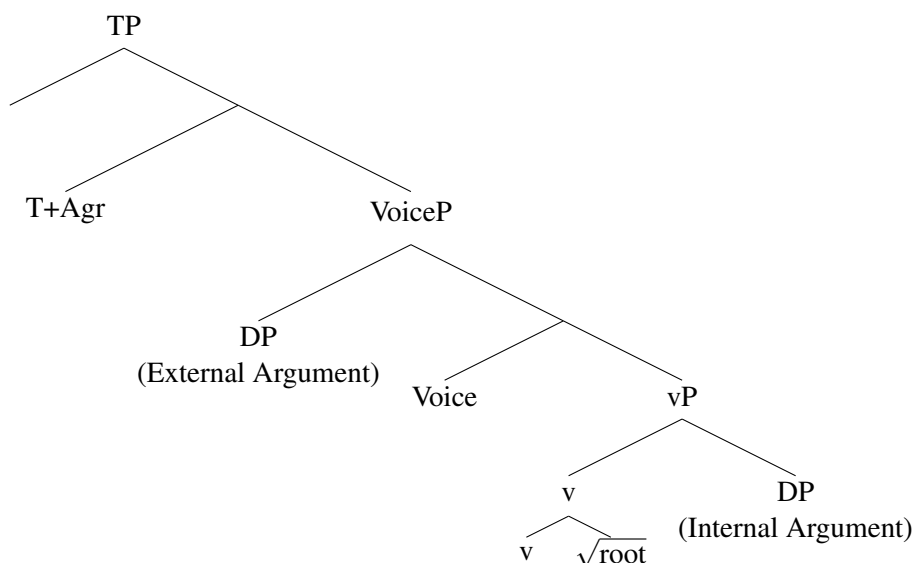 TP
T+Agr
VoiceP
DP
(External Argument)
Voice
vP
v
DP
(Internal Argument)
v
√root